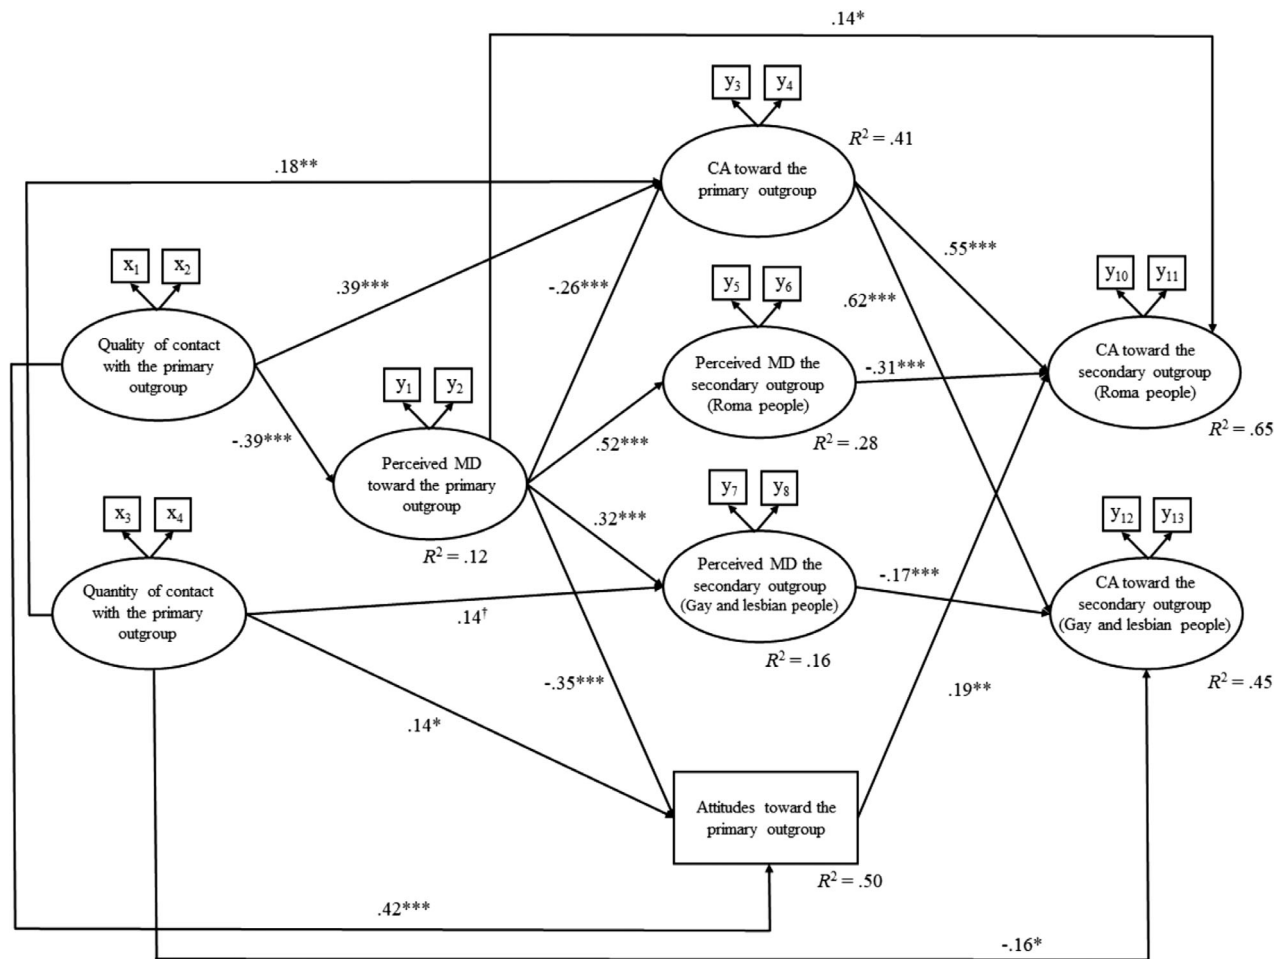 .14*
y3
y4
R² = .41
CA toward the
primary outgroup
.18**
x1
x2
y5
y6
y10
y11
.39***
-.26***
.55***
.62***
Quality of contact
with the primary
outgroup
Perceived MD the
secondary outgroup
(Roma people)
-.31***
CA toward the
secondary outgroup
(Roma people)
y1
y2
-.39***
.52***
R² = .28
R² = .65
Perceived MD
toward the primary
outgroup
y7
y8
x3
x4
.32***
y12
y13
R² = .12
Quantity of contact
with the primary
outgroup
.14†
Perceived MD the
secondary outgroup
(Gay and lesbian people)
-.17***
CA toward the
secondary outgroup
(Gay and lesbian people)
R² = .16
-.35***
.19**
R² = .45
.14*
Attitudes toward the
primary outgroup
R² = .50
.42***
-.16*